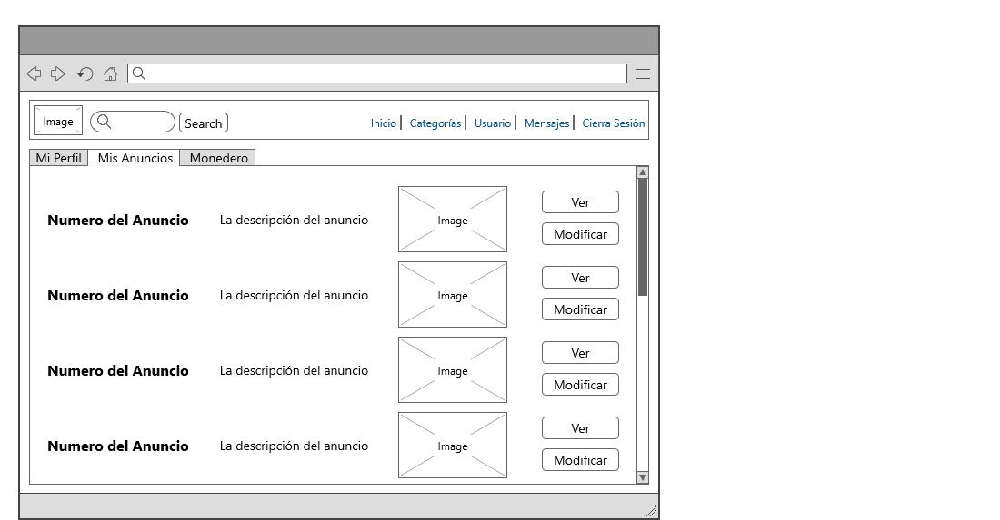 Image Search Inicio Categorías Usuario Mensajes Cierra Sesión
Mi Perfil Mis Anuncios Monedero
Numero del Anuncio La descripción del anuncio Image Ver
Modificar
Numero del Anuncio La descripción del anuncio Image Ver
Modificar
Numero del Anuncio La descripción del anuncio Image Ver
Modificar
Numero del Anuncio La descripción del anuncio Image Ver
Modificar